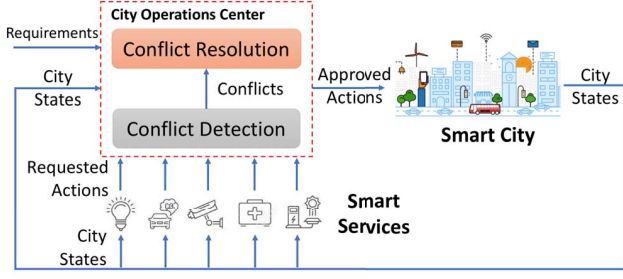 City Operations Center
Requirements
Conflict Resolution
City
States
Conflicts
Approved
Actions
City
States
Conflict Detection
Smart City
Requested
Actions
Smart
Services
City
States